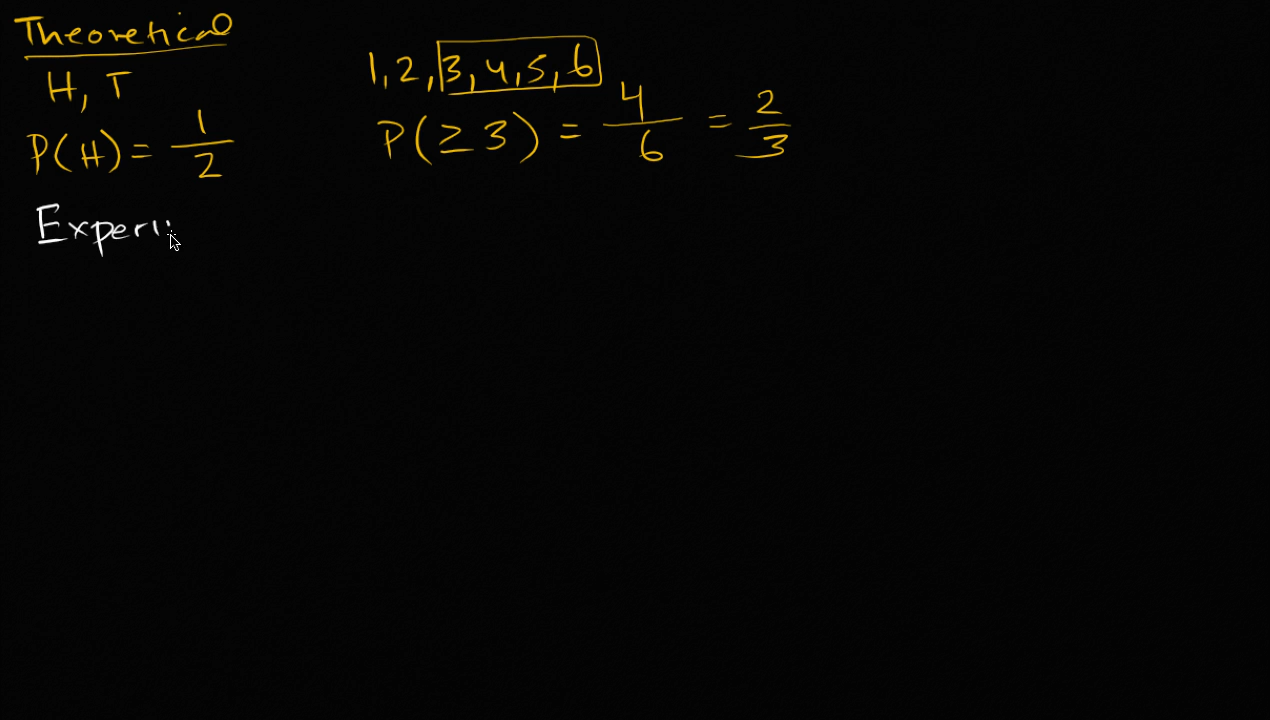 Theoretical
H, T
P(H) = 1/2
1, 2, 3, 4, 5, 6
P(≥ 3) = 4/6 = 2/3
Experi